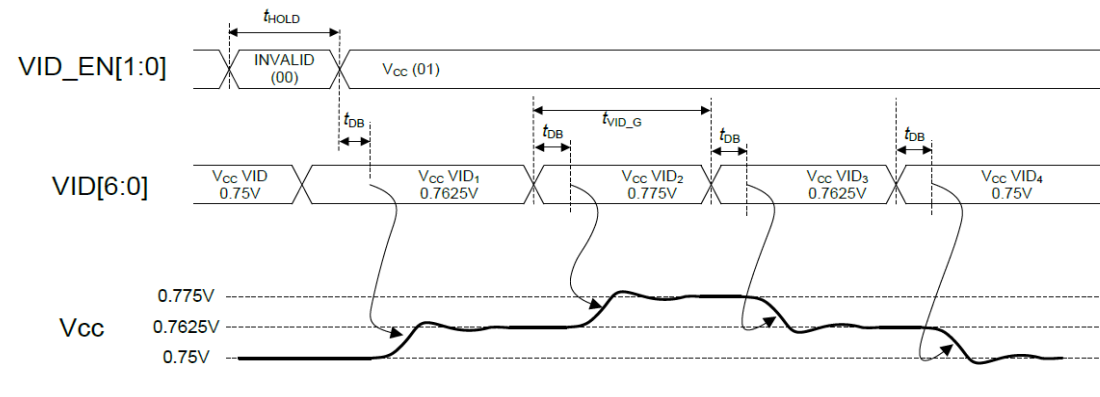 tHOLD
VID_EN[1:0]
INVALID
(00)
VCC (01)
tDB
tDB
tVID_G
tDB
tDB
VID[6:0]
VCC VID
0.75V
VCC VID1
0.7625V
VCC VID2
0.775V
VCC VID3
0.7625V
VCC VID4
0.75V
Vcc
0.775V
0.7625V
0.75V